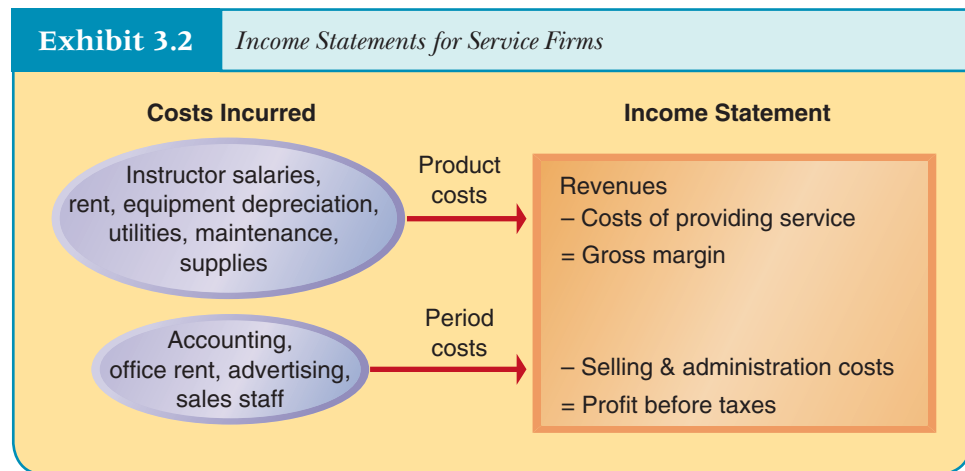 Exhibit 3.2
Income Statements for Service Firms
Costs Incurred
Income Statement
Instructor salaries,
rent, equipment depreciation,
utilities, maintenance,
supplies
Product
costs
Revenues
– Costs of providing service
= Gross margin
Accounting,
office rent, advertising,
sales staff
Period
costs
– Selling & administration costs
= Profit before taxes